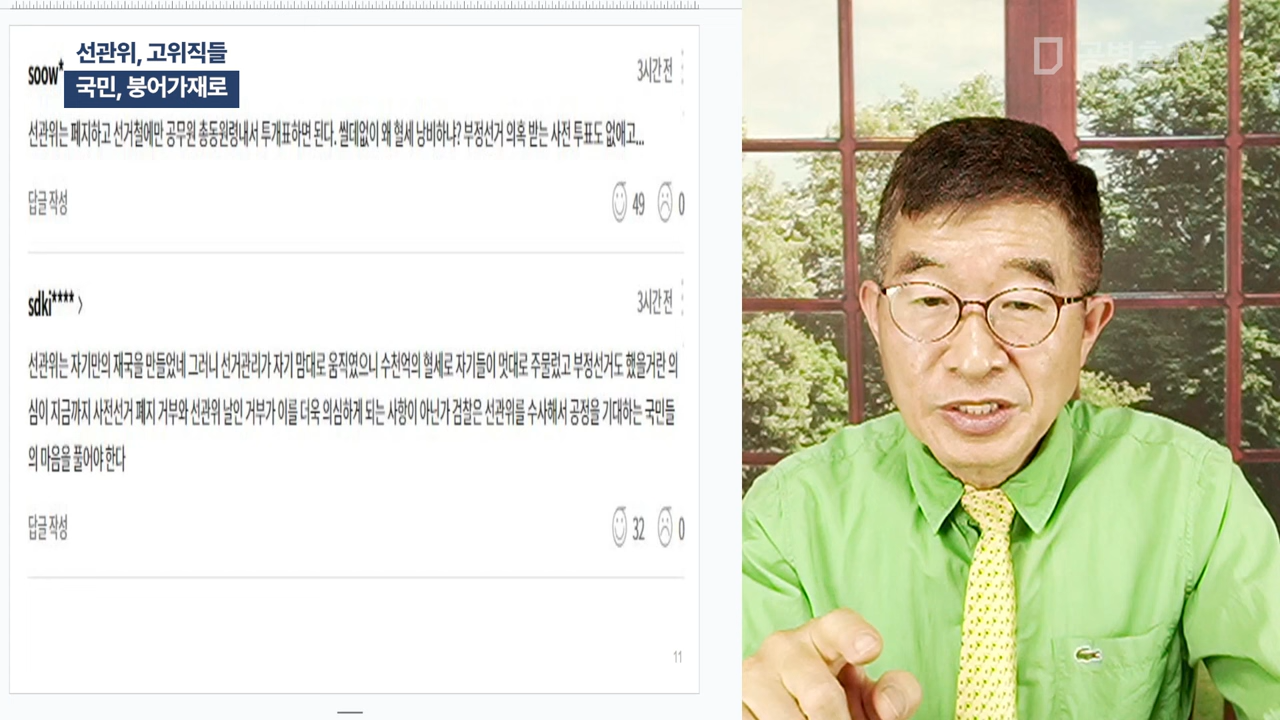 선관위, 고위직들
국민, 붕어가재로
soow*
3시간 전
선관위는 폐지하고 선거철에만 공무원 총동원령내서 투개표하면 된다. 씰데없이 왜 혈세 낭비하냐? 부정선거 의혹 받는 사전 투표도 없애고...
답글 작성
49
0
sdki**** 〉
3시간 전
선관위는 자기만의 재국을 만들었네 그러니 선거관리가 자기 맘대로 움직였으니 수천억의 혈세로 자기들이 멋대로 주물렀고 부정선거도 했을거란 의
심이 지금까지 사전선거 폐지 거부와 선관위 날인 거부가 이를 더욱 의심하게 되는 사항이 아닌가 검찰은 선관위를 수사해서 공정을 기대하는 국민들
의 마음을 풀어야 한다
답글 작성
32
0
11